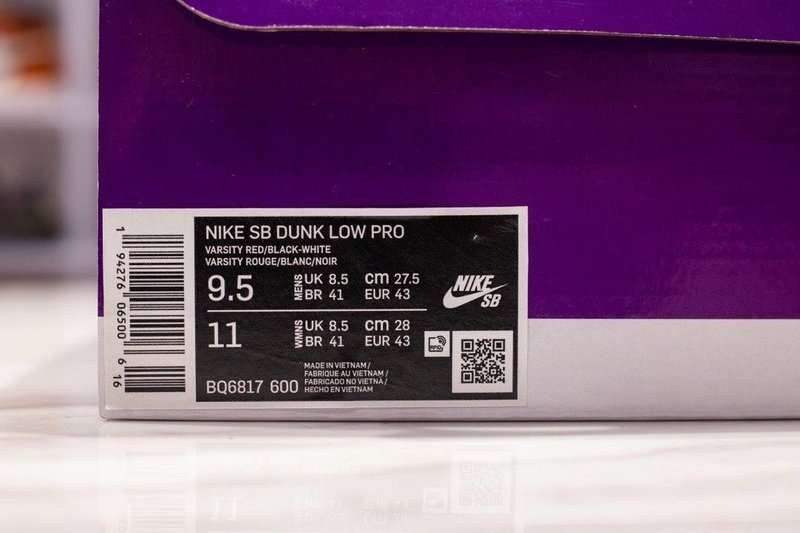 1 94276 06500 6 16
NIKE SB DUNK LOW PRO
VARSITY RED/BLACK-WHITE
VARSITY ROUGE/BLANC/NOIR
9.5 MENS UK 8.5 cm 27.5
BR 41 EUR 43
11 WMNS UK 8.5 cm 28
BR 41 EUR 43
BQ6817 600
MADE IN VIETNAM /
FABRIQUE AU VIETNAM /
FABRICADO NO VIETNÃ /
HECHO EN VIETNAM
NIKE
SB